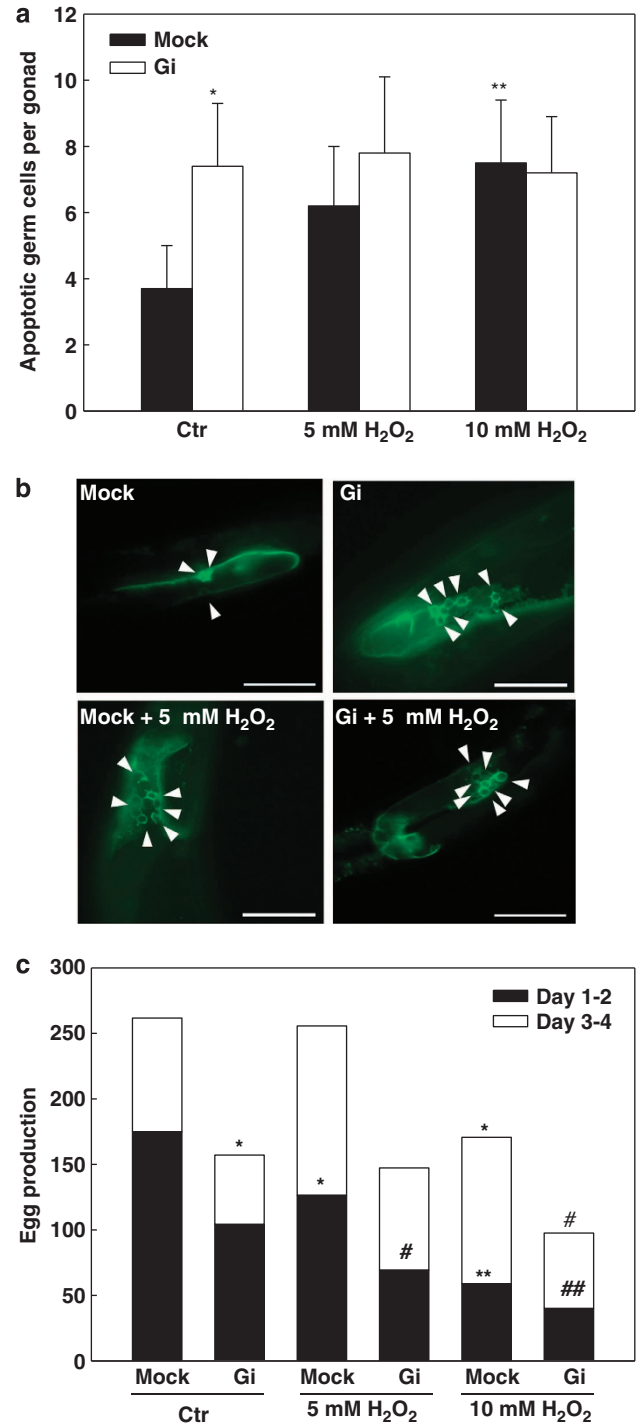 a
12
10
8
6
4
2
0
Apoptotic germ cells per gonad
Mock
Gi
*
**
Ctr
5 mM H₂O₂
10 mM H₂O₂
b
Mock
Gi
Mock + 5 mM H₂O₂
Gi + 5 mM H₂O₂
c
300
250
200
150
100
50
0
Egg production
Day 1-2
Day 3-4
*
*
#
*
**
#
##
Mock
Gi
Mock
Gi
Mock
Gi
Ctr
5 mM H₂O₂
10 mM H₂O₂